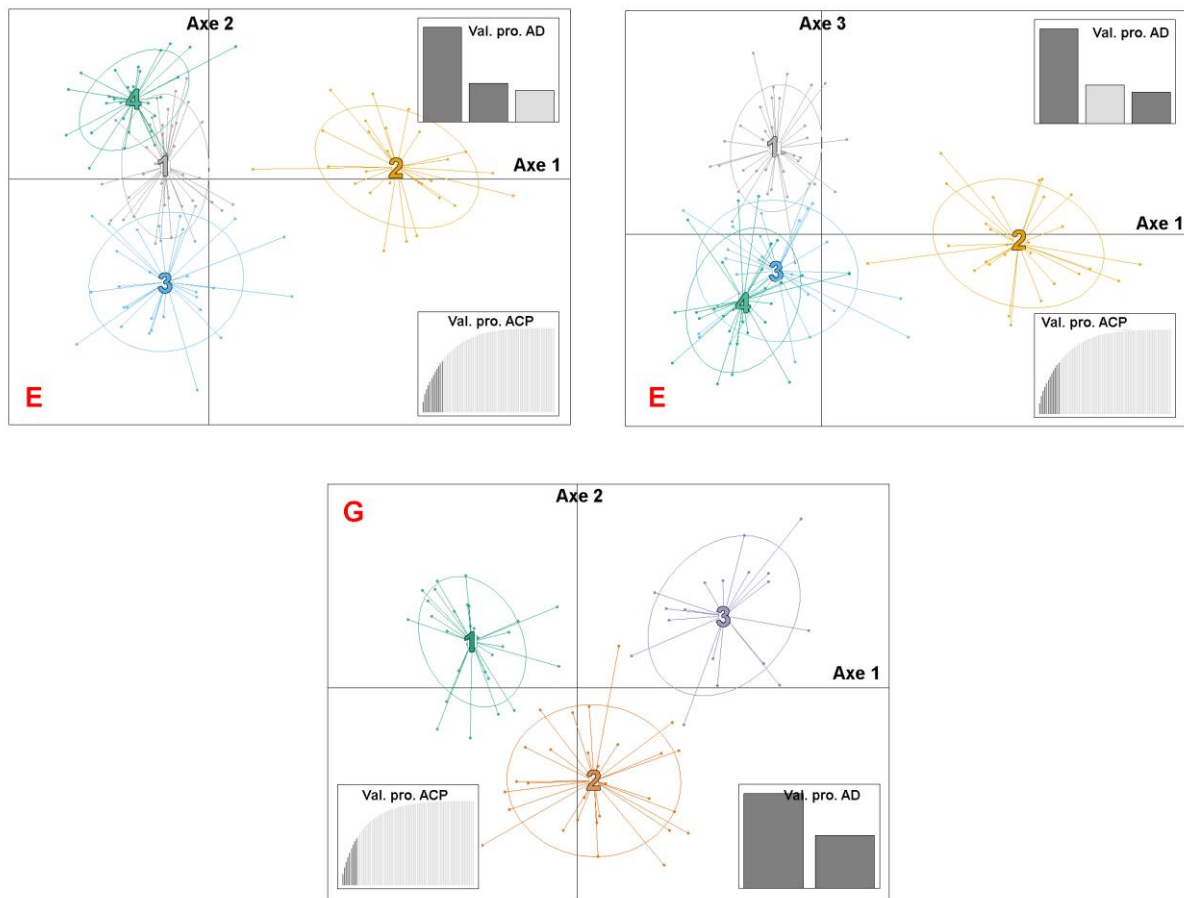 Axe 2
Val. pro. AD
4
1
2
Axe 1
3
Val. pro. ACP
E
Axe 3
Val. pro. AD
1
Axe 1
2
3
4
Val. pro. ACP
E
Axe 2
G
3
1
Axe 1
2
Val. pro. ACP
Val. pro. AD